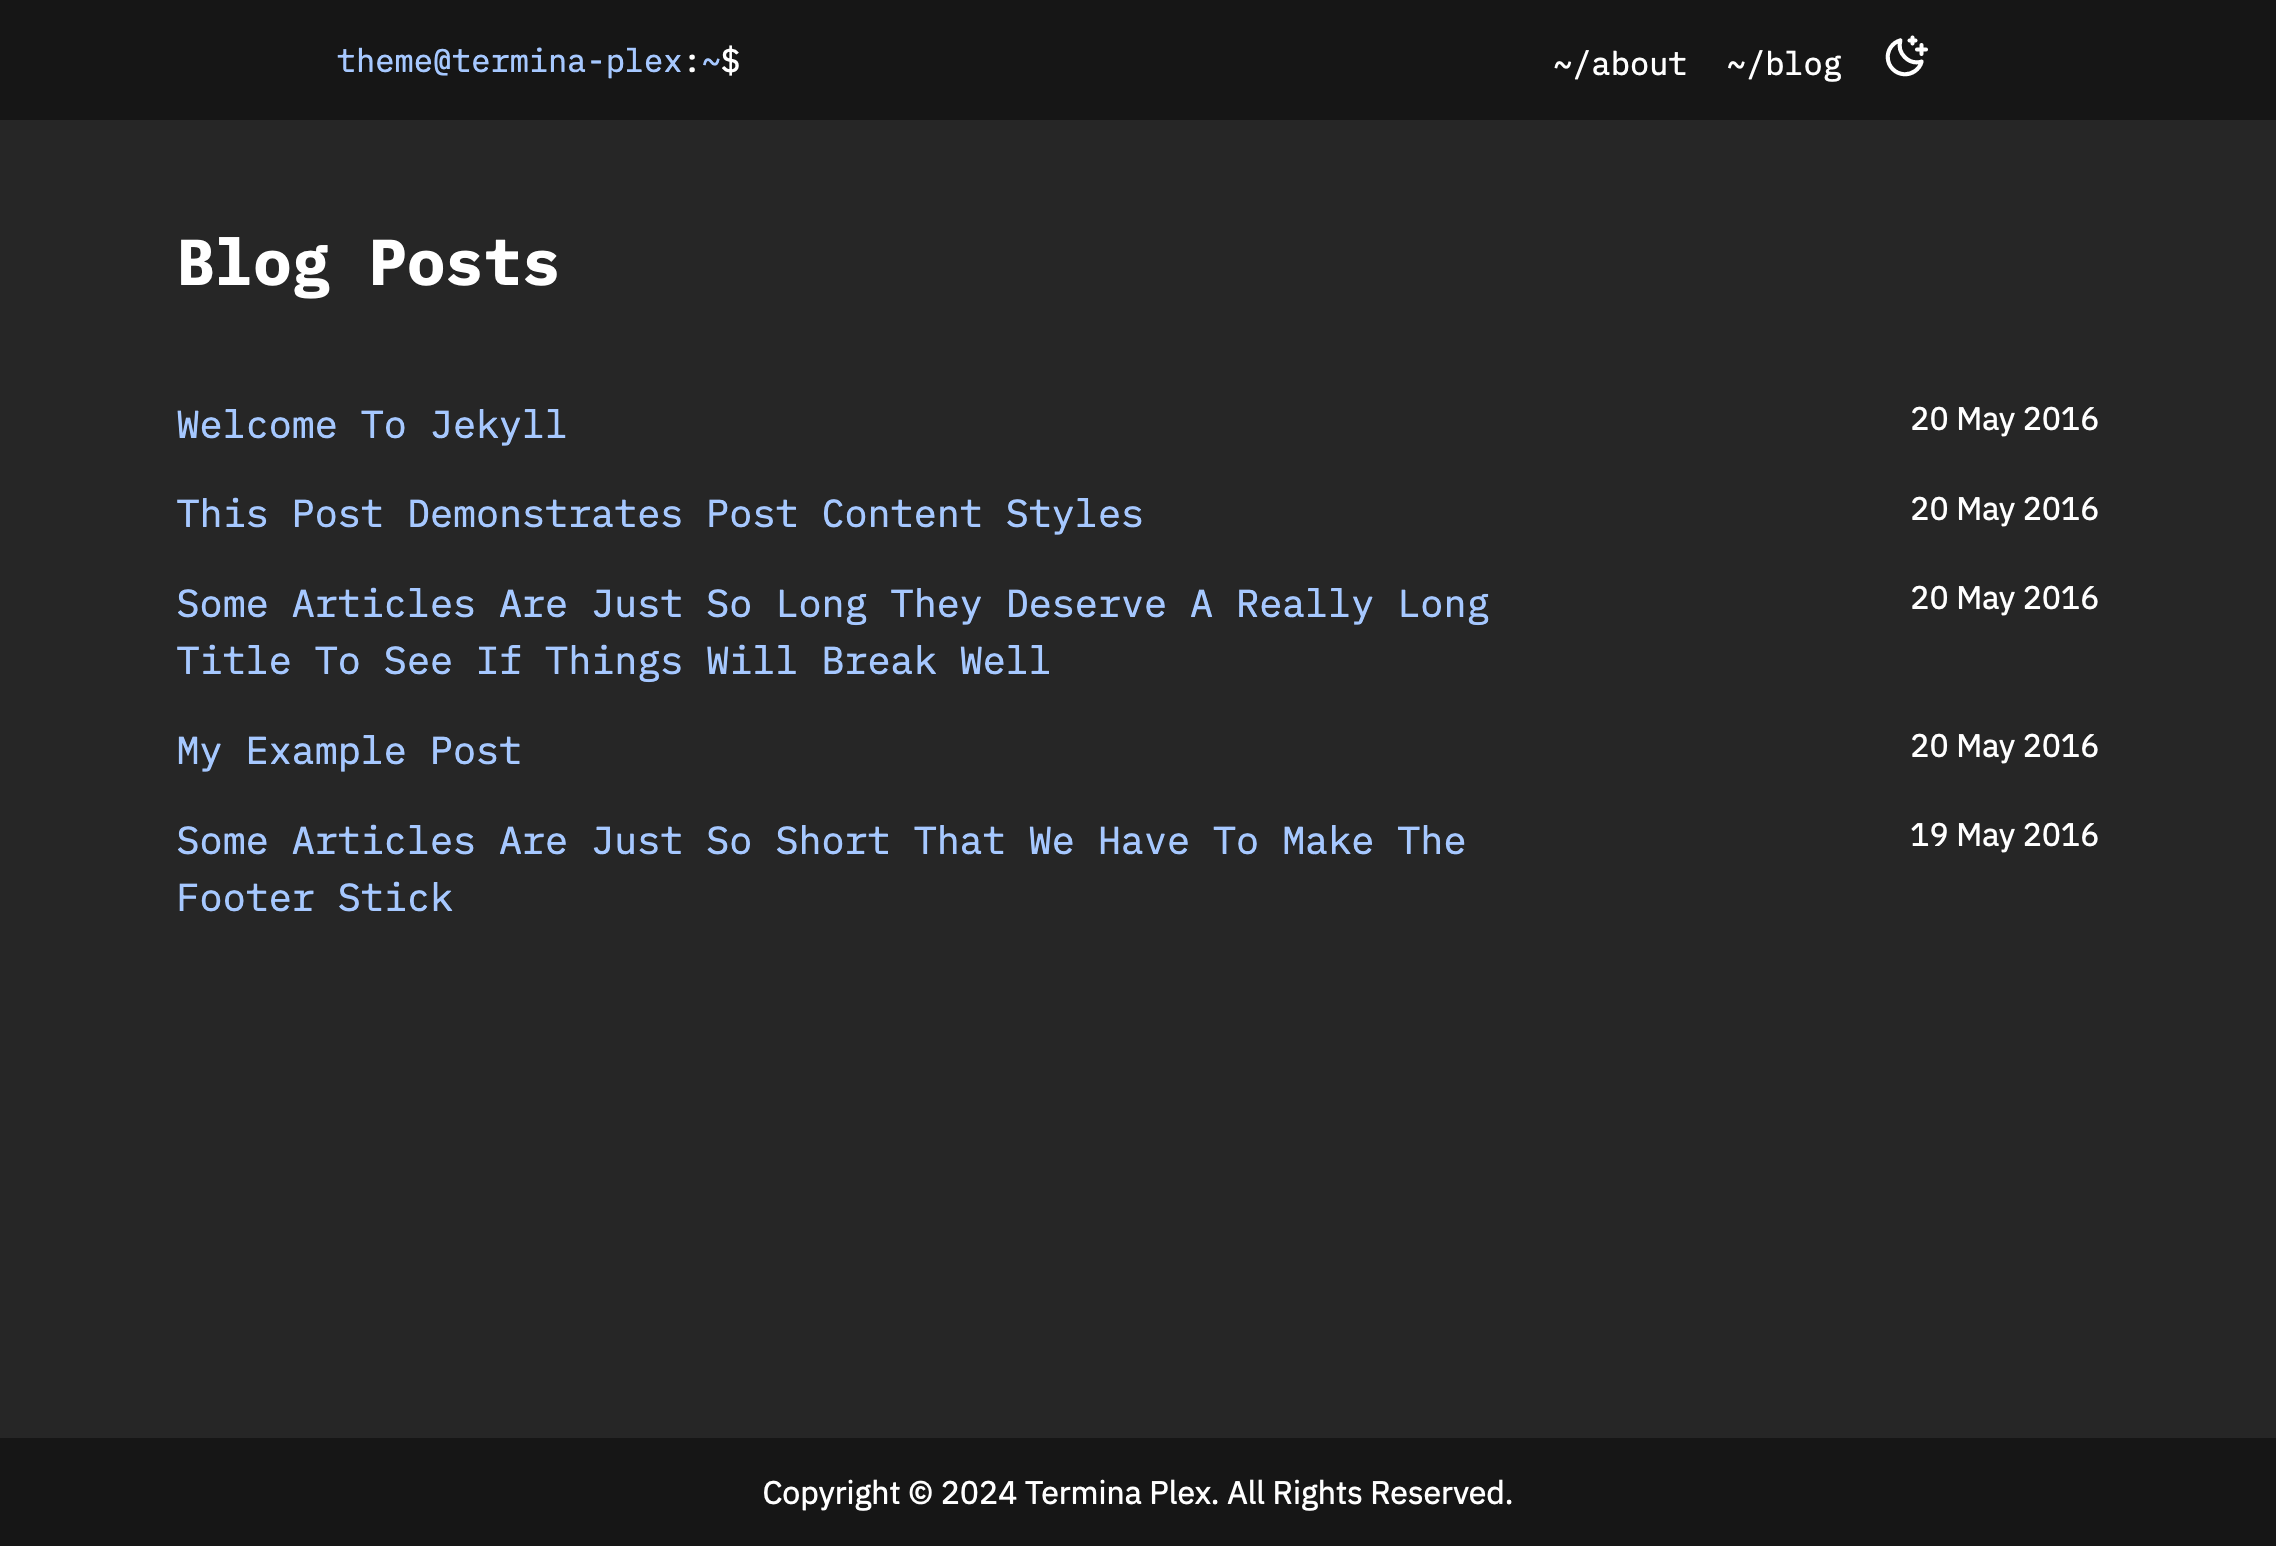 theme@termina-plex:~$ ~/about ~/blog
Blog Posts
Welcome To Jekyll 20 May 2016
This Post Demonstrates Post Content Styles 20 May 2016
Some Articles Are Just So Long They Deserve A Really Long 20 May 2016
Title To See If Things Will Break Well
My Example Post 20 May 2016
Some Articles Are Just So Short That We Have To Make The 19 May 2016
Footer Stick
Copyright © 2024 Termina Plex. All Rights Reserved.